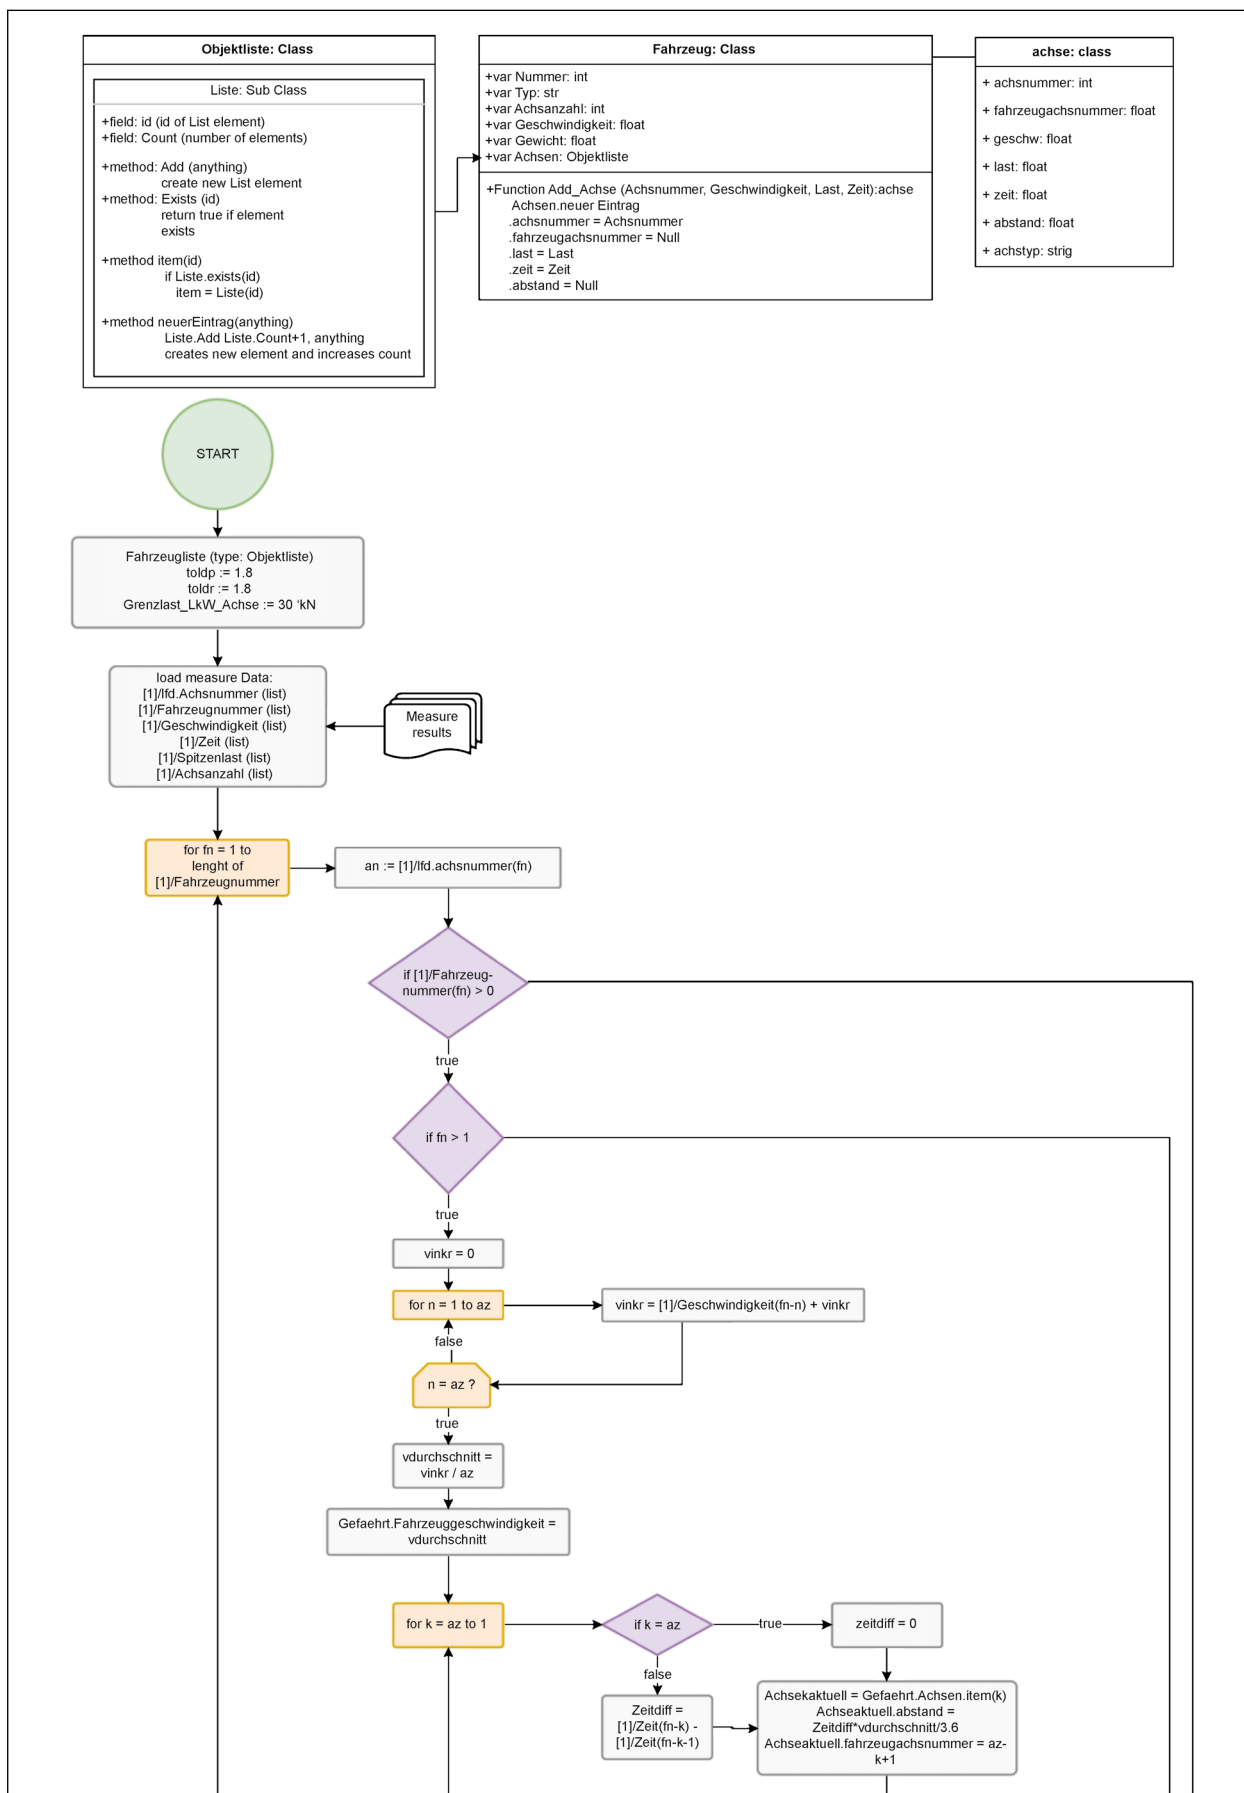 Objektliste: Class
Liste: Sub Class
+field: id (id of List element)
+field: Count (number of elements)
+method: Add (anything)
create new List element
+method: Exists (id)
return true if element
exists
+method item(id)
if Liste.exists(id)
item = Liste(id)
+method neuerEintrag(anything)
Liste.Add Liste.Count+1, anything
creates new element and increases count
Fahrzeug: Class
+var Nummer: int
+var Typ: str
+var Achsanzahl: int
+var Geschwindigkeit: float
+var Gewicht: float
+var Achsen: Objektliste
+Function Add_Achse (Achsnummer, Geschwindigkeit, Last, Zeit):achse
Achsen.neuer Eintrag
.achsnummer = Achsnummer
.fahrzeugachsnummer = Null
.last = Last
.zeit = Zeit
.abstand = Null
achse: class
+ achsnummer: int
+ fahrzeugachsnummer: float
+ geschw: float
+ last: float
+ zeit: float
+ abstand: float
+ achstyp: strig
START
Fahrzeugliste (type: Objektliste)
toldp := 1.8
toldr := 1.8
Grenzlast_LkW_Achse := 30 ‘kN
load measure Data:
[1]/lfd.Achsnummer (list)
[1]/Fahrzeugnummer (list)
[1]/Geschwindigkeit (list)
[1]/Zeit (list)
[1]/Spitzenlast (list)
[1]/Achsanzahl (list)
Measure
results
for fn = 1 to
lenght of
[1]/Fahrzeugnummer
an := [1]/lfd.achsnummer(fn)
if [1]/Fahrzeug-
nummer(fn) > 0
true
if fn > 1
true
vinkr = 0
for n = 1 to az
vinkr = [1]/Geschwindigkeit(fn-n) + vinkr
false
n = az ?
true
vdurchschnitt =
vinkr / az
Gefaehrt.Fahrzeuggeschwindigkeit =
vdurchschnitt
for k = az to 1
if k = az
true
zeitdiff = 0
false
Zeitdiff =
[1]/Zeit(fn-k) -
[1]/Zeit(fn-k-1)
Achsekaktuell = Gefaehrt.Achsen.item(k)
Achseaktuell.abstand =
Zeitdiff*vdurchschnitt/3.6
Achseaktuell.fahrzeugachsnummer = az-
k+1